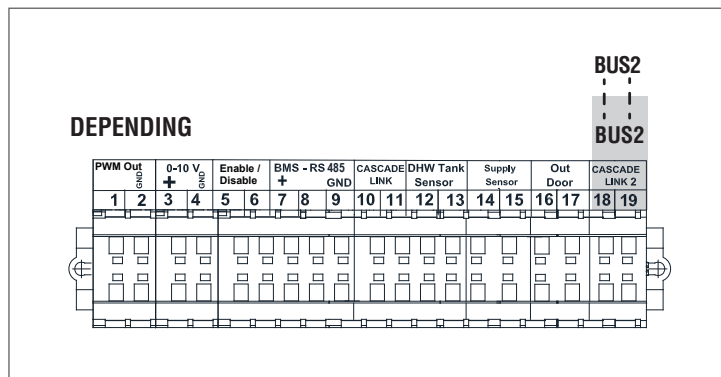 BUS2
BUS2
DEPENDING
PWM Out GND 0-10 V + GND Enable / Disable BMS - RS 485 + GND CASCADE LINK DHW Tank Sensor Supply Sensor Out Door CASCADE LINK 2
1 2 3 4 5 6 7 8 9 10 11 12 13 14 15 16 17 18 19